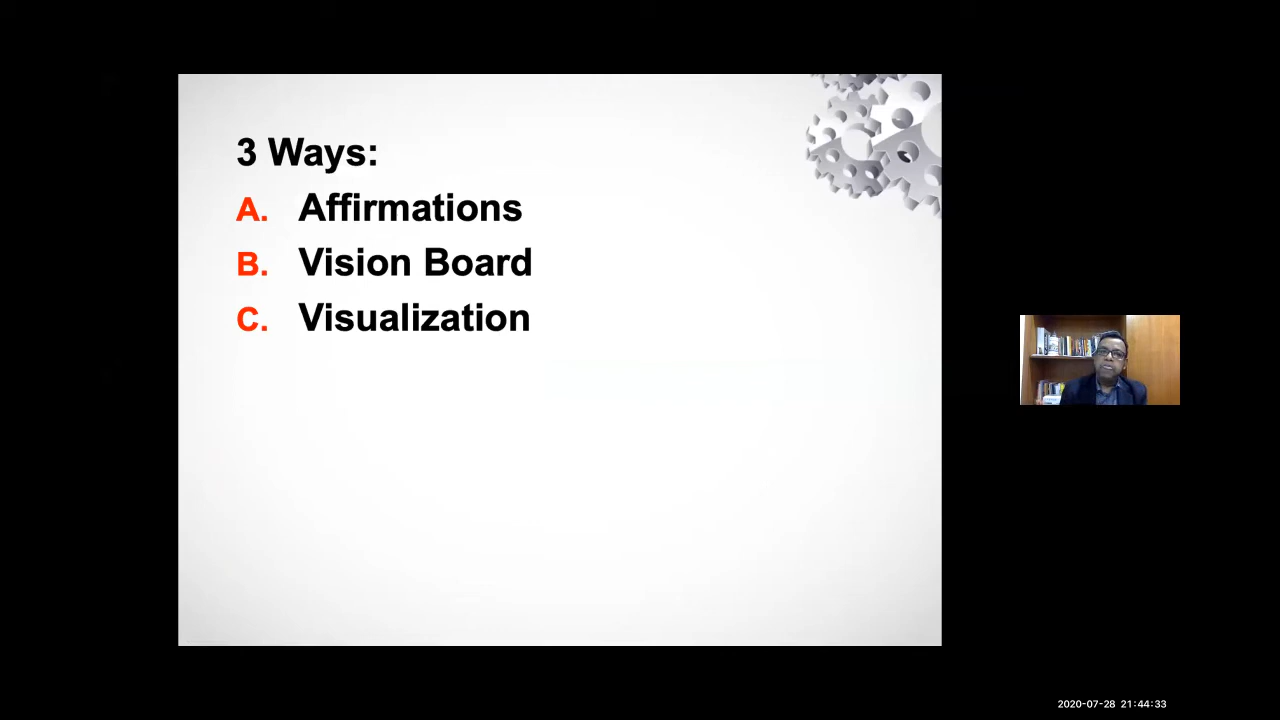 3 Ways:
A. Affirmations
B. Vision Board
C. Visualization
2020-07-28 21:44:33